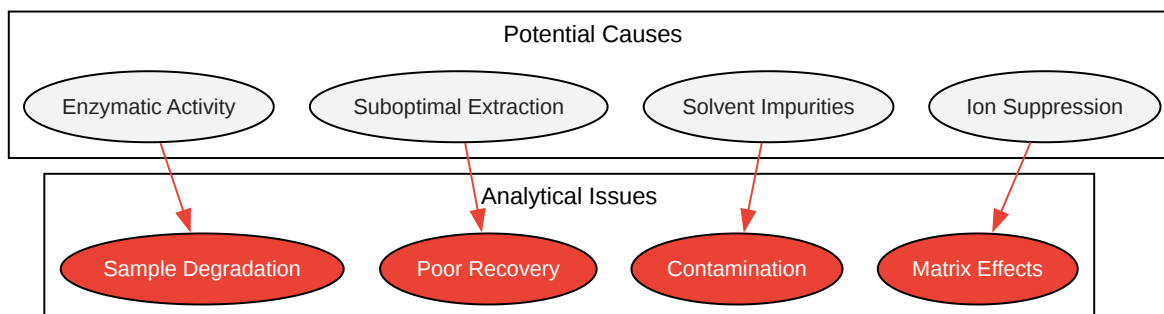 Potential Causes
Enzymatic Activity
Suboptimal Extraction
Solvent Impurities
Ion Suppression
Analytical Issues
Sample Degradation
Poor Recovery
Contamination
Matrix Effects